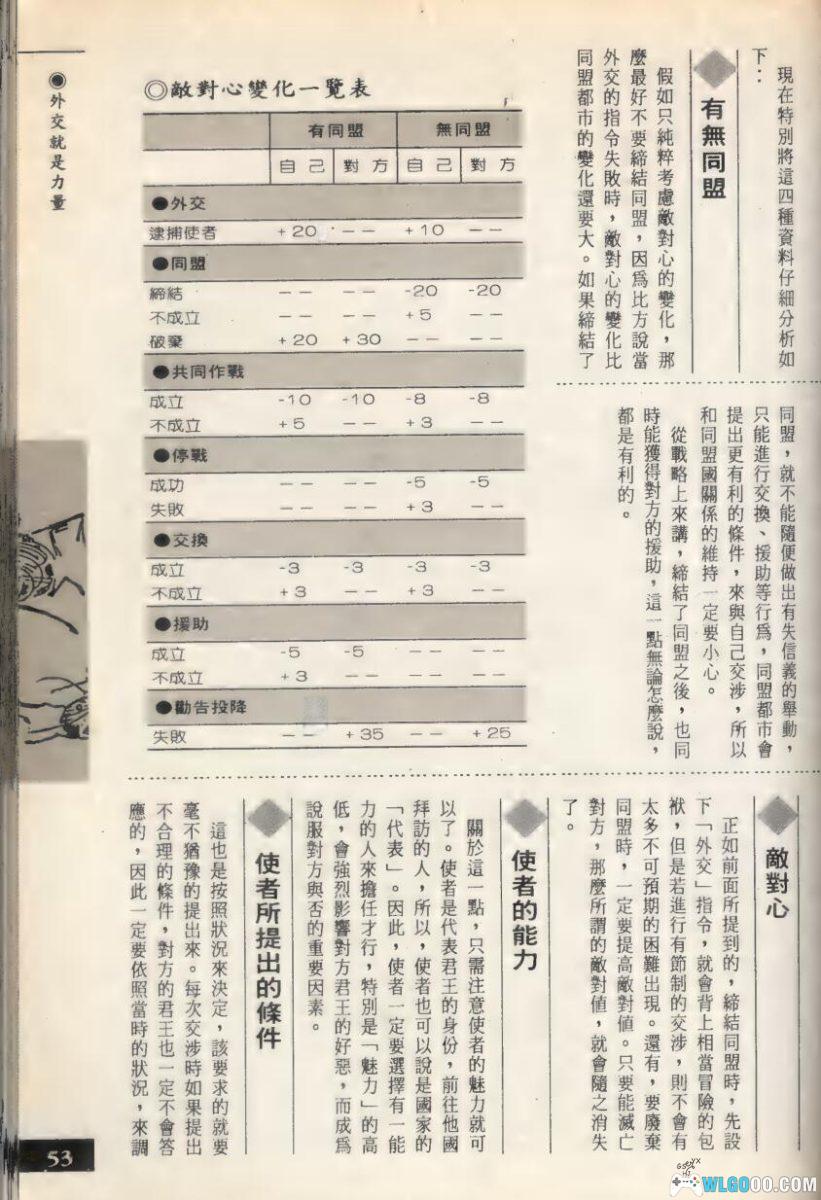 現在特別將這四種資料仔細分析如
下：
有無同盟
假如只純粹考慮敵對心的變化，那
麼最好不要締結同盟，因爲比方說當
外交的指令失敗時，敵對心的變化比
同盟都市的變化還要大。如果締結了
同盟，就不能隨便做出有失信義的舉動，
只能進行交換、援助等行爲，同盟都市會
提出更有利的條件，來與自己交涉，所以
和同盟國關係的維持一定要小心。
從戰略上來講，締結了同盟之後，也同
時能獲得對方的援助，這一點無論怎麼說，
都是有利的。
◎敵對心變化一覽表
有同盟 無同盟
自己 對方 自己 對方
●外交
逮捕使者 +20 -- +10 --
●同盟
締結 -- -- -20 -20
不成立 -- -- +5 --
破棄 +20 +30 -- --
●共同作戰
成立 -10 -10 -8 -8
不成立 +5 -- +3 --
●停戰
成功 -- -- -5 -5
失敗 -- -- +3 --
●交換
成立 -3 -3 -3 -3
不成立 +3 -- +3 --
●援助
成立 -5 -5 -- --
不成立 +3 -- -- --
●勸告投降
失敗 -- +35 -- +25
敵對心
正如前面所提到的，締結同盟時，先設
下「外交」指令，就會背上相當冒險的包
袱，但是若進行有節制的交涉，則不會有
太多不可預期的困難出現。還有，要廢棄
同盟時，一定要提高敵對值。只要能滅亡
對方，那麼所謂的敵對値，就會隨之消失
了。
使者的能力
關於這一點，只需注意使者的魅力就可
以了。使者是代表君王的身份，前往他國
拜訪的人，所以，使者也可以說是國家的
「代表」。因此，使者一定要選擇有一能
力的人來擔任才行，特別是「魅力」的高
低，會強烈影響對方君王的好惡，而成爲
說服對方與否的重要因素。
使者所提出的條件
這也是按照狀況來決定，該要求的就要
毫不猶豫的提出來。每次交涉時如果提出
不合理的條件，對方的君王也一定不會答
應的，因此一定要依照當時的狀況，來調
●外交就是力量
53
WLGOOO.COM